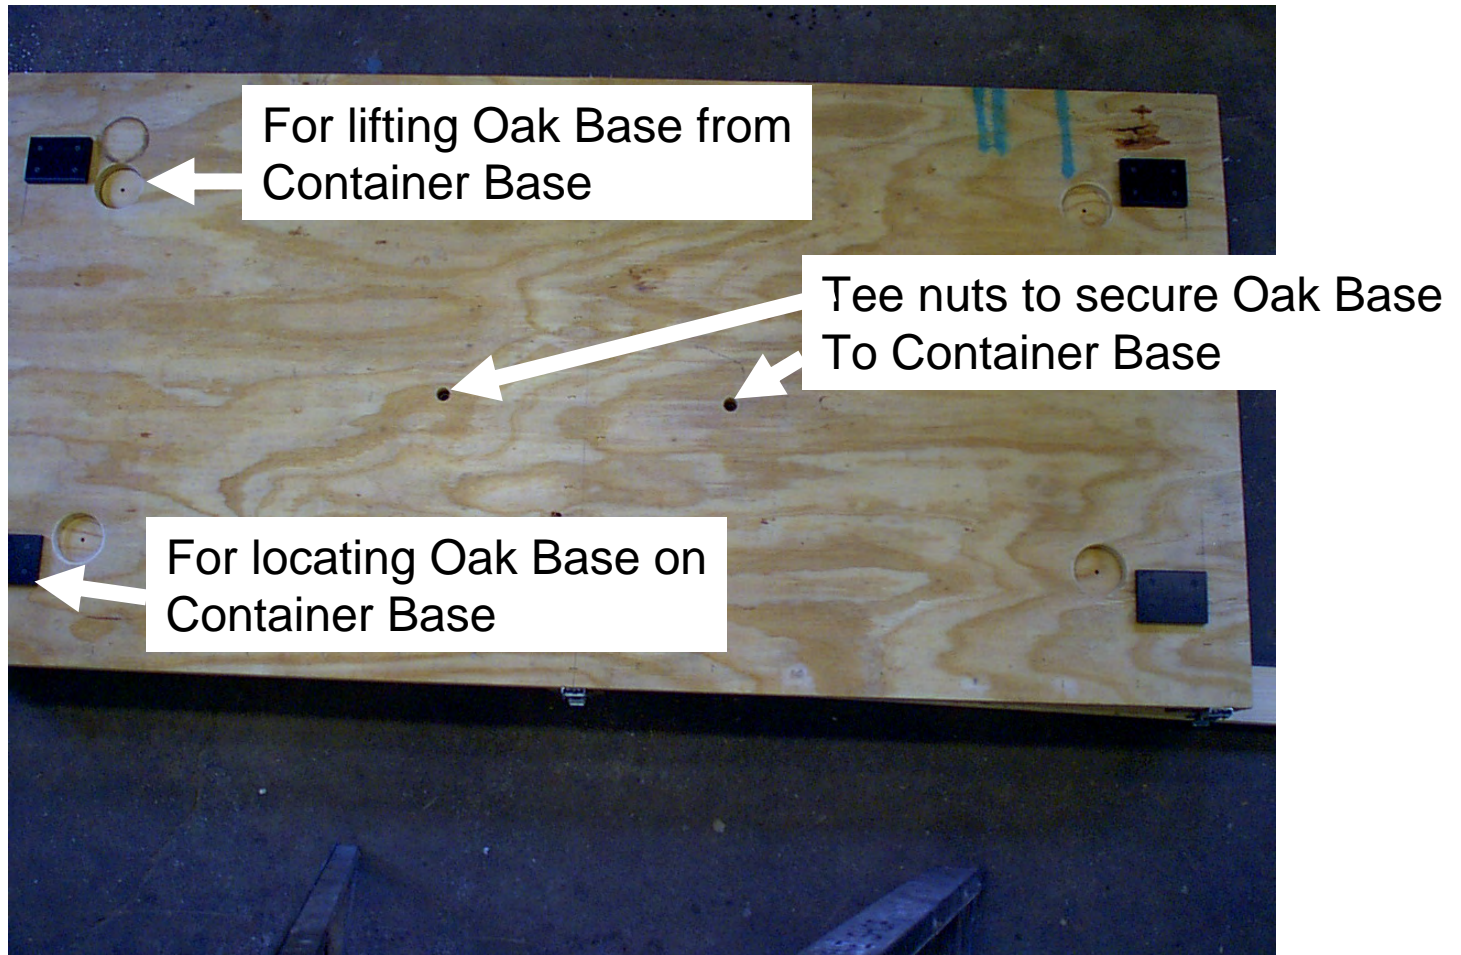 For lifting Oak Base from
Container Base
Tee nuts to secure Oak Base
To Container Base
For locating Oak Base on
Container Base